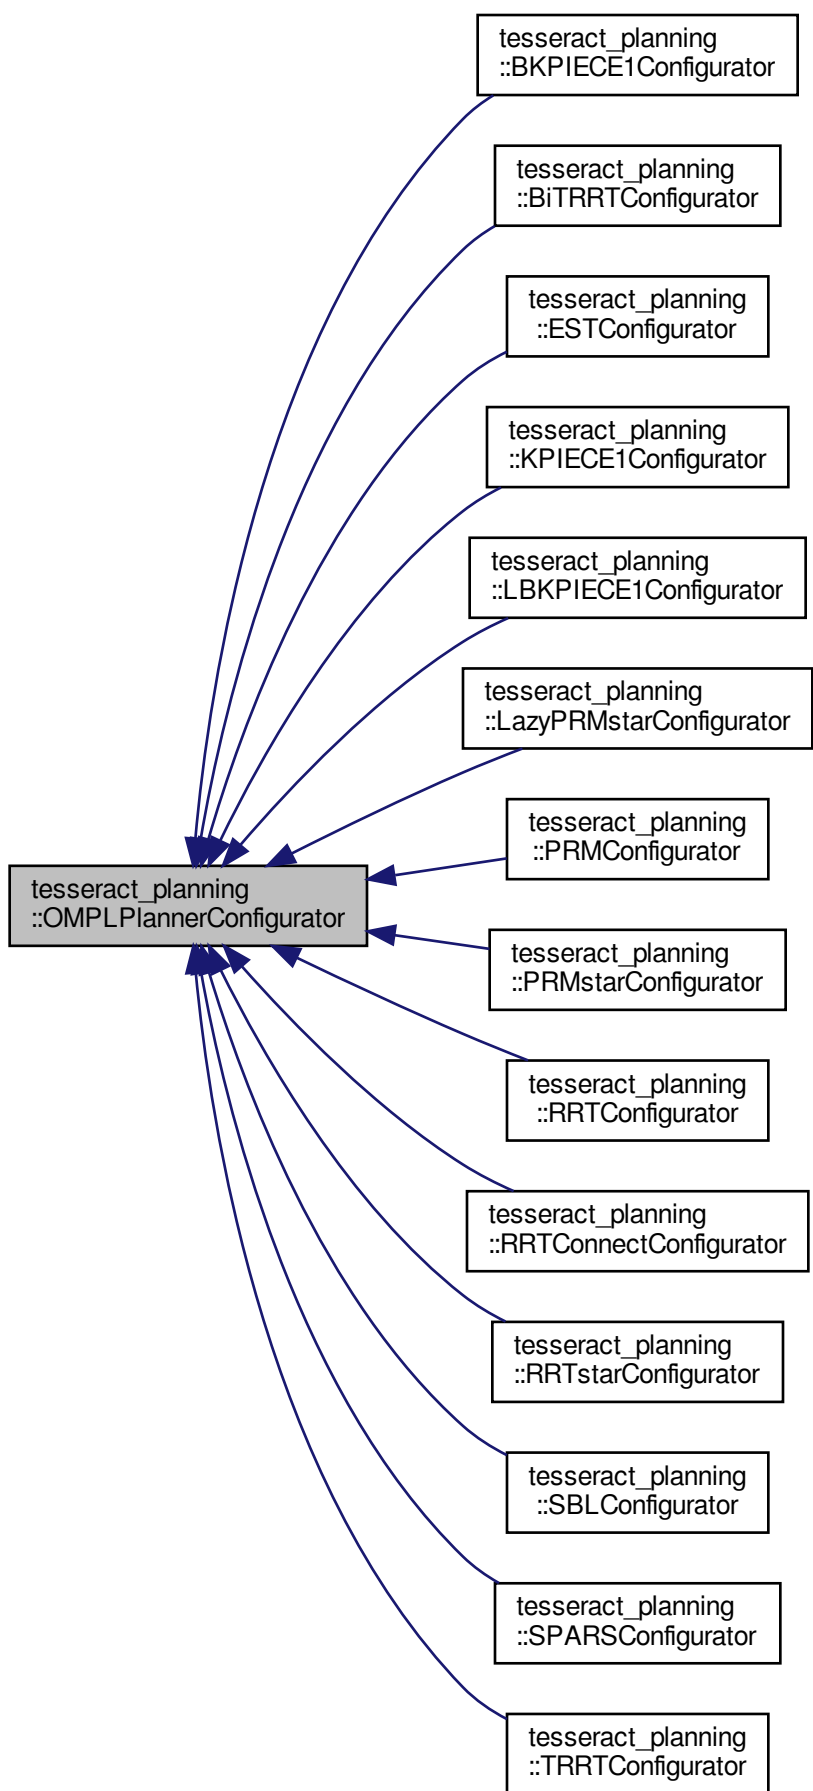 tesseract_planning
::BKPIECE1Configurator
tesseract_planning
::BiTRRTConfigurator
tesseract_planning
::ESTConfigurator
tesseract_planning
::KPIECE1Configurator
tesseract_planning
::LBKPIECE1Configurator
tesseract_planning
::LazyPRMstarConfigurator
tesseract_planning
::PRMConfigurator
tesseract_planning
::OMPLPlannerConfigurator
tesseract_planning
::PRMstarConfigurator
tesseract_planning
::RRTConfigurator
tesseract_planning
::RRTConnectConfigurator
tesseract_planning
::RRTstarConfigurator
tesseract_planning
::SBLConfigurator
tesseract_planning
::SPARSConfigurator
tesseract_planning
::TRRTConfigurator